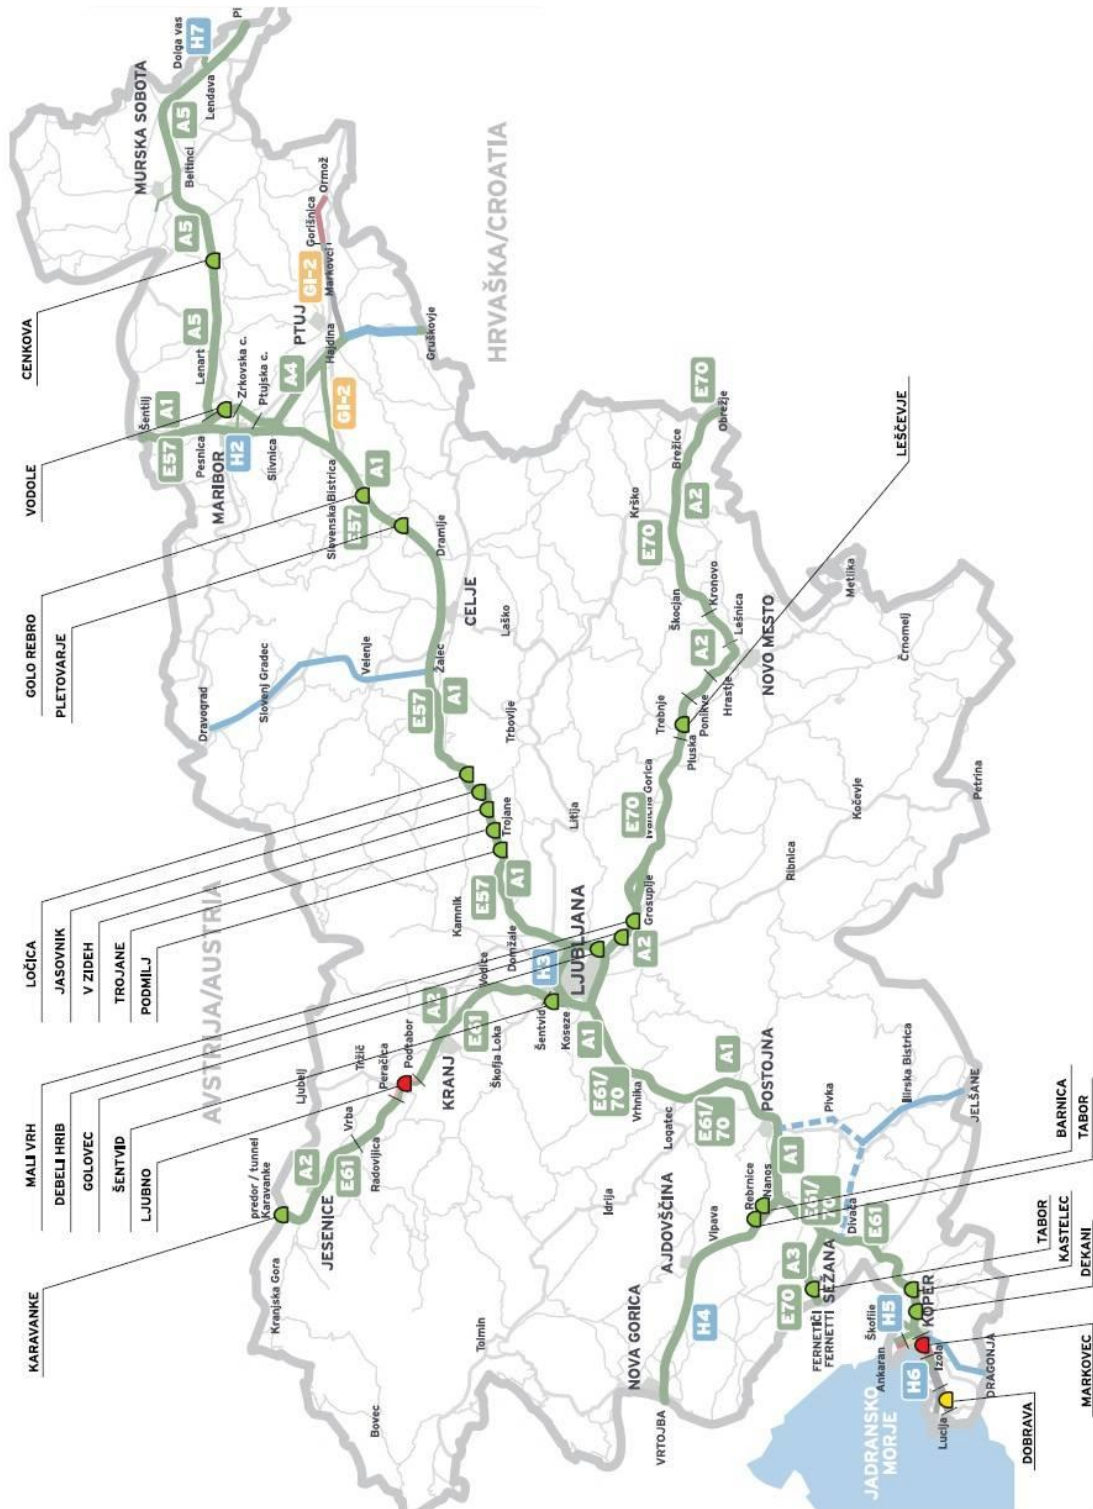 KARAVANKE
MALI VRH
DEBELI HRIB
GOLOVEC
ŠENTVID
LJUBNO
LOČICA
JASOVNIK
V ZIDEH
TROJANE
PODMILJ
GOLO REBRO
PLETOVARJE
VODOLE
CENKOVA
MURSKA SOBOTA
Dolga vas
H7
Lendava
A5
Beltinci
A5
A5
Lenart
Šentilj
A1
E57
Pesnica
Zrkovska c.
Ptujska c.
H2
MARIBOR
Slivnica
A4
PTUJ
Hajdina
GI-2
Markovci
Gorišnica
Ormož
GI-2
Gruškovje
Slovenska Bistrica
A1
E57
Dramlje
CELJE
Laško
Dravograd
Slovenj Gradec
Velenje
Žalec
E57
A1
Trbovlje
Trojane
A1
E57
Kamnik
Domžale
Litija
AVSTRIJA/AUSTRIA
HRVAŠKA/CROATIA
Kranjska Gora
predor / tunnel
Karavanke
JESENICE
A2
E61
Radovljica
Vrba
Ljubelj
Tržič
Peračica
Podtabor
KRANJ
A2
E61
Škofja Loka
Vodice
H3
Šentvid
Koseze
LJUBLJANA
A1
A2
Grosuplje
E70
Ivančna Gorica
Pluska
Trebnje
Ponikve
Hrastje
A2
NOVO MESTO
Lešnica
Kronovo
Škocjan
Krško
E70
A2
Brežice
Obrežje
E70
LEŠČEVJE
Metlika
Črnomelj
Kočevje
Ribnica
Petrina
Bovec
Tolmin
Idrija
E61/
70
Vrhnika
Logatec
E61/
70
A1
POSTOJNA
NOVA GORICA
VRTOJBA
H4
AJDOVŠČINA
Vipava
Rebrnice
Nanos
A1
Pivka
Ilirska Bistrica
JELŠANE
E61/
70
Divača
E61
A3
E70
SEŽANA
FERNETIČI
FERNETTI
H5
Škofije
Ankaran
KOPER
H6
Izola
Lucija
DRAGONJA
JADRANSKO
MORJE
BARNICA
TABOR
TABOR
KASTELEC
DEKANI
MARKOVEC
DOBRAVA